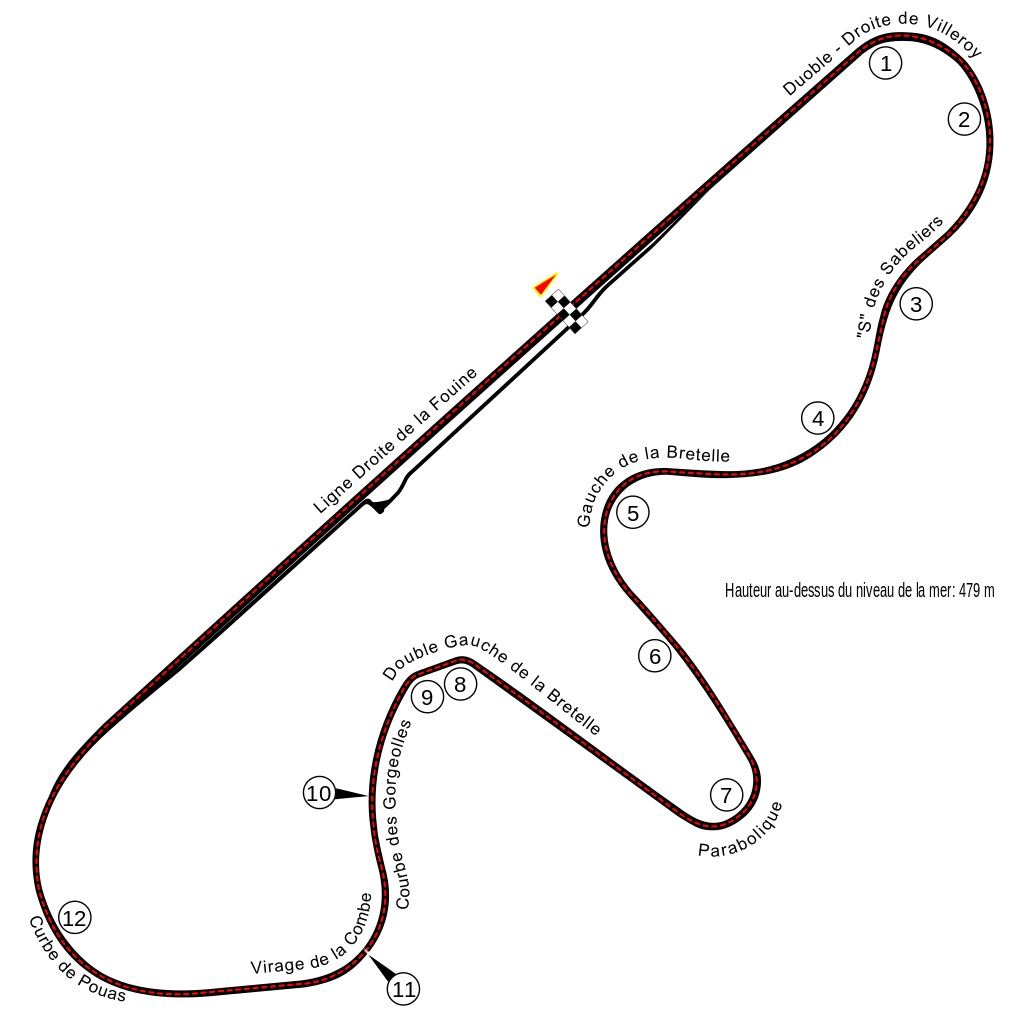 Duoble - Droite de Villeroy
1
2
"S" des Sabeliers
3
Ligne Droite de la Fouine
4
Gauche de la Bretelle
5
Hauteur au-dessus du niveau de la mer: 479 m
6
Double Gauche de la Bretelle
9
8
7
Parabolique
10
Courbe des Gorgeolles
12
Curbe de Pouas
Virage de la Combe
11